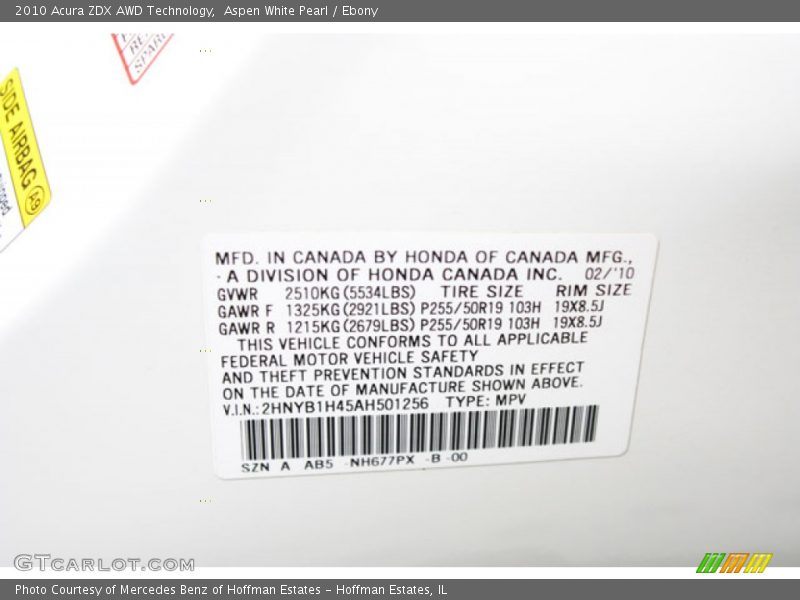 2010 Acura ZDX AWD Technology, Aspen White Pearl / Ebony
SIDE AIRBAG A9
MFD. IN CANADA BY HONDA OF CANADA MFG.,
A DIVISION OF HONDA CANADA INC. 02/'10
GVWR 2510KG(5534LBS) TIRE SIZE RIM SIZE
GAWR F 1325KG(2921LBS) P255/50R19 103H 19X8.5J
GAWR R 1215KG(2679LBS) P255/50R19 103H 19X8.5J
THIS VEHICLE CONFORMS TO ALL APPLICABLE
FEDERAL MOTOR VEHICLE SAFETY
AND THEFT PREVENTION STANDARDS IN EFFECT
ON THE DATE OF MANUFACTURE SHOWN ABOVE.
V.I.N.:2HNYB1H45AH501256 TYPE: MPV
SZN A AB5 -NH677PX -B -00
GTCARLOT.COM
Photo Courtesy of Mercedes Benz of Hoffman Estates - Hoffman Estates, IL